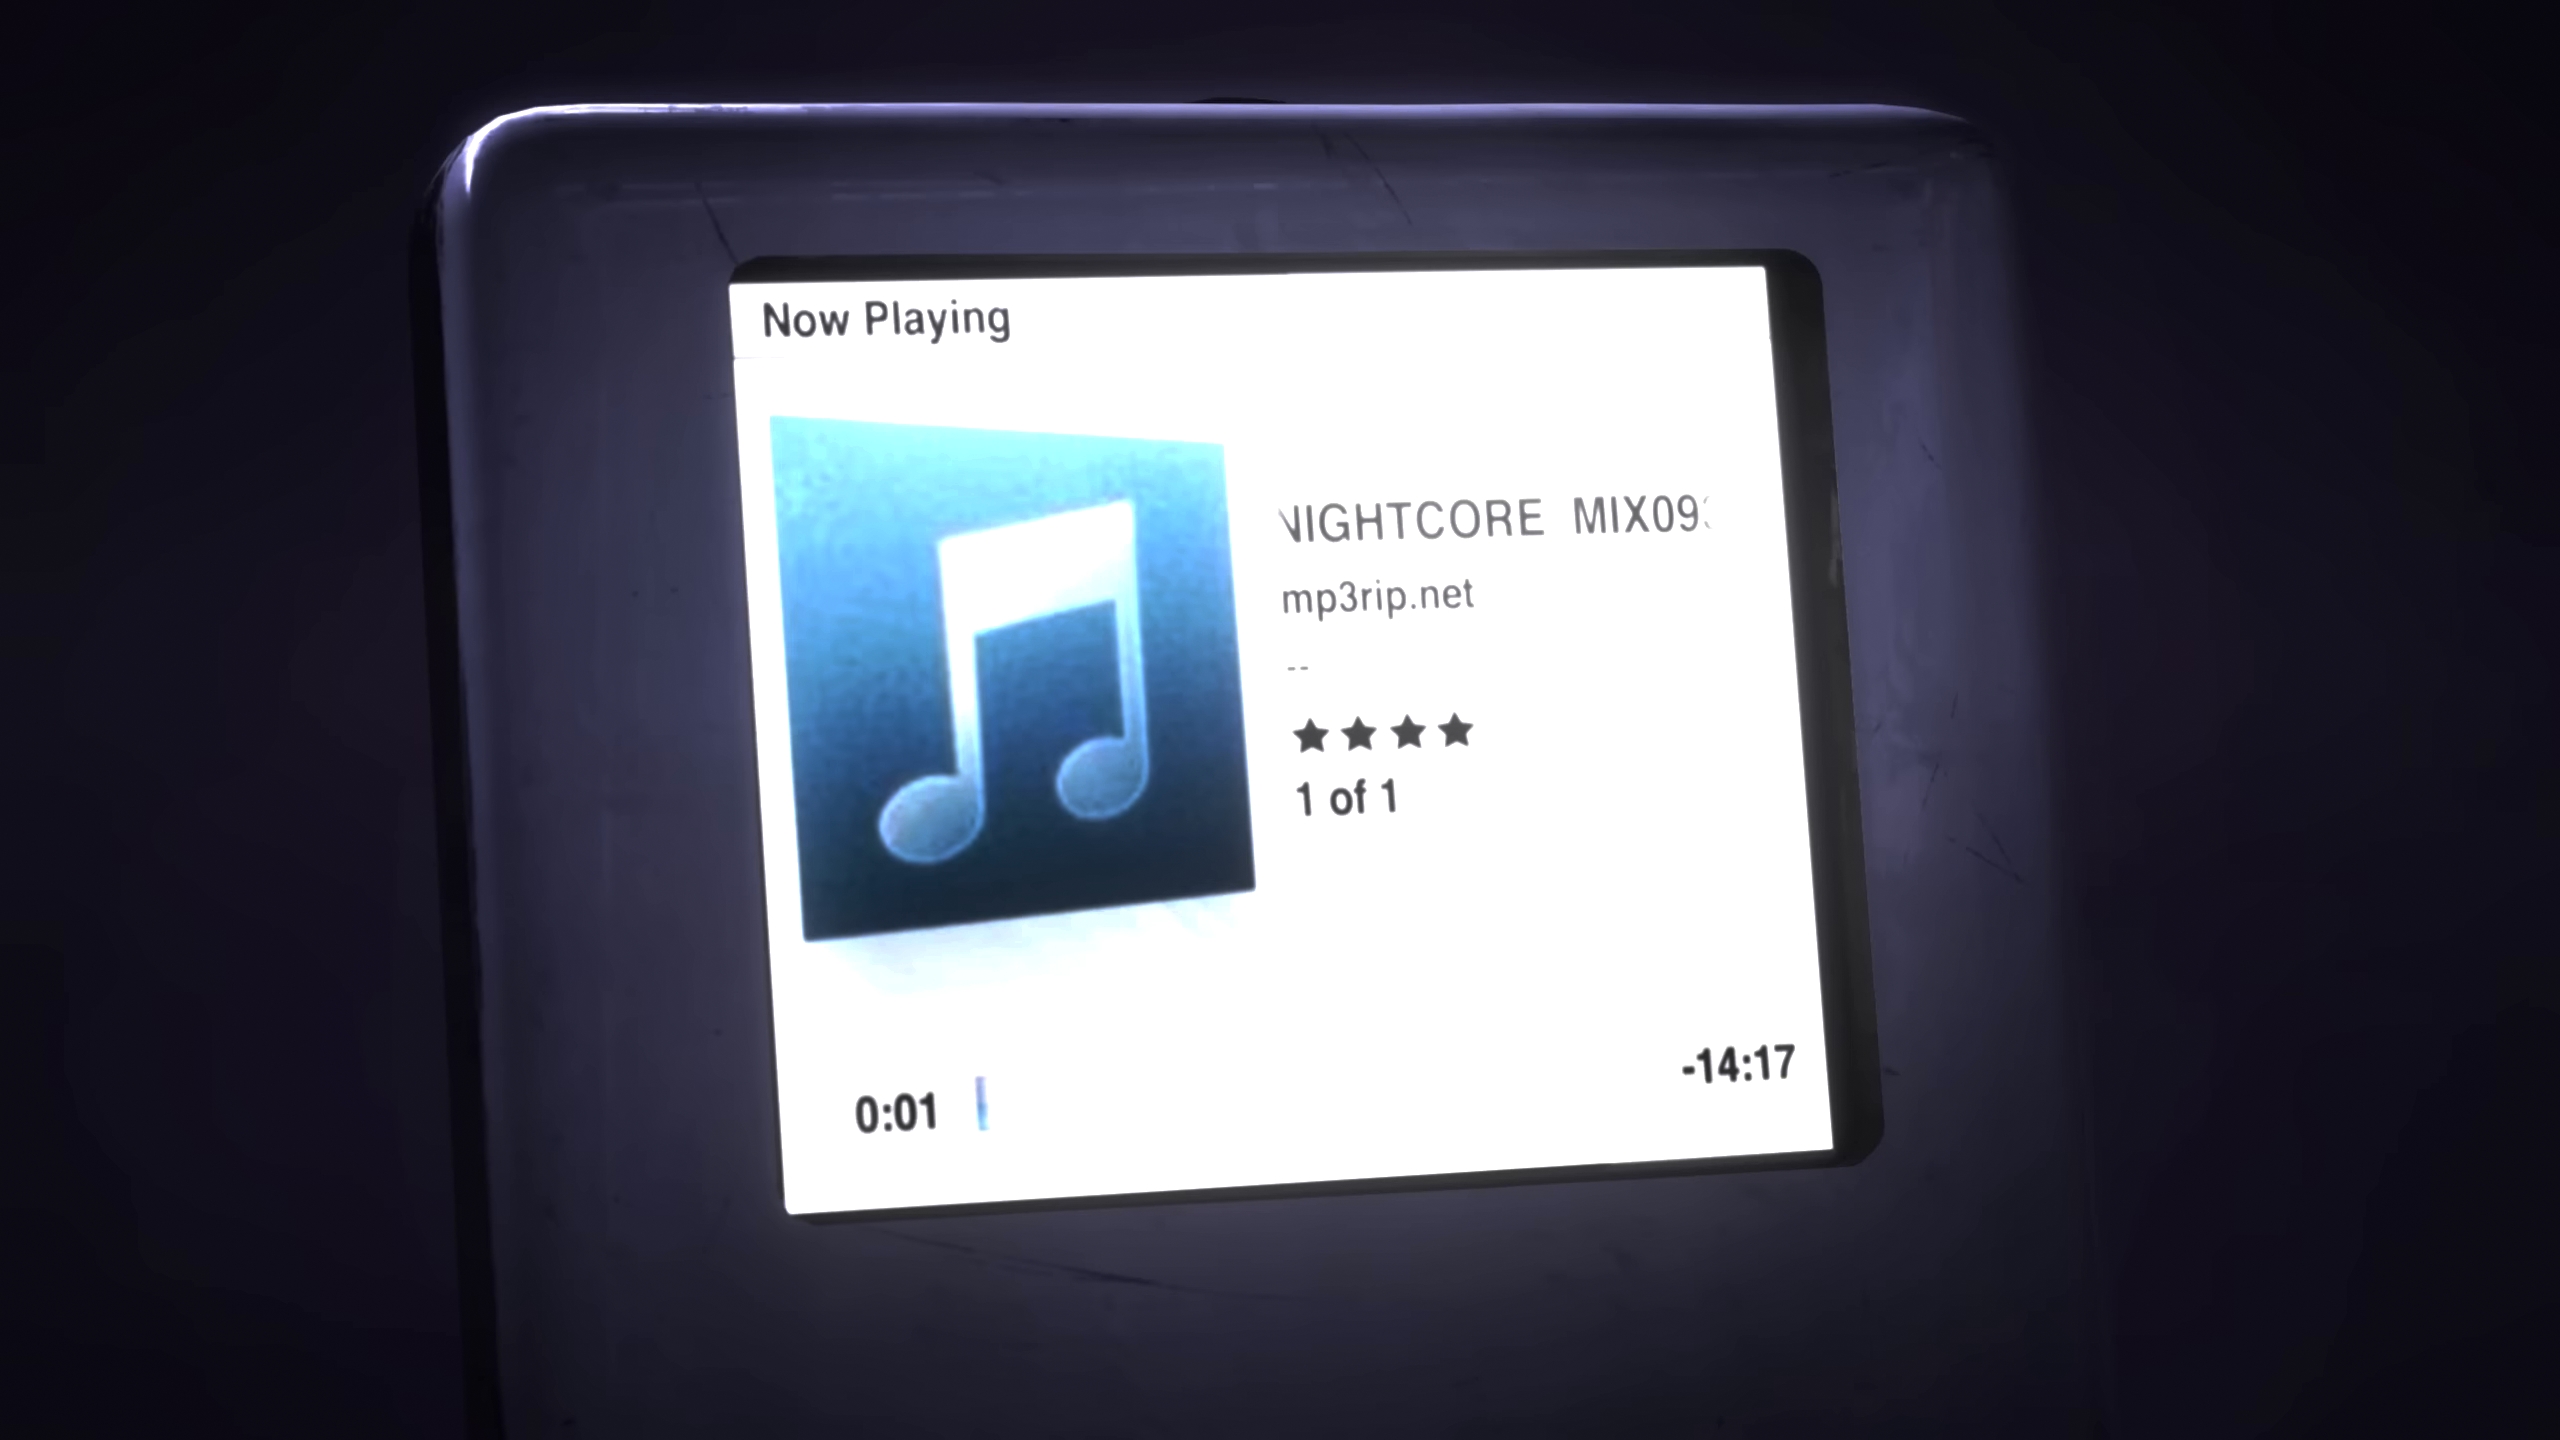 Now Playing
NIGHTCORE MIX09
mp3rip.net
--
★★★★
1 of 1
0:01
-14:17